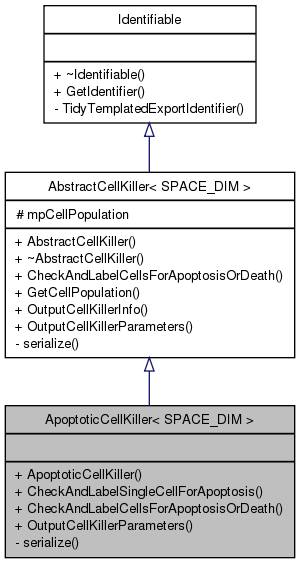 Identifiable
+ ~Identifiable()
+ GetIdentifier()
- TidyTemplatedExportIdentifier()
AbstractCellKiller< SPACE_DIM >
# mpCellPopulation
+ AbstractCellKiller()
+ ~AbstractCellKiller()
+ CheckAndLabelCellsForApoptosisOrDeath()
+ GetCellPopulation()
+ OutputCellKillerInfo()
+ OutputCellKillerParameters()
- serialize()
ApoptoticCellKiller< SPACE_DIM >
+ ApoptoticCellKiller()
+ CheckAndLabelSingleCellForApoptosis()
+ CheckAndLabelCellsForApoptosisOrDeath()
+ OutputCellKillerParameters()
- serialize()